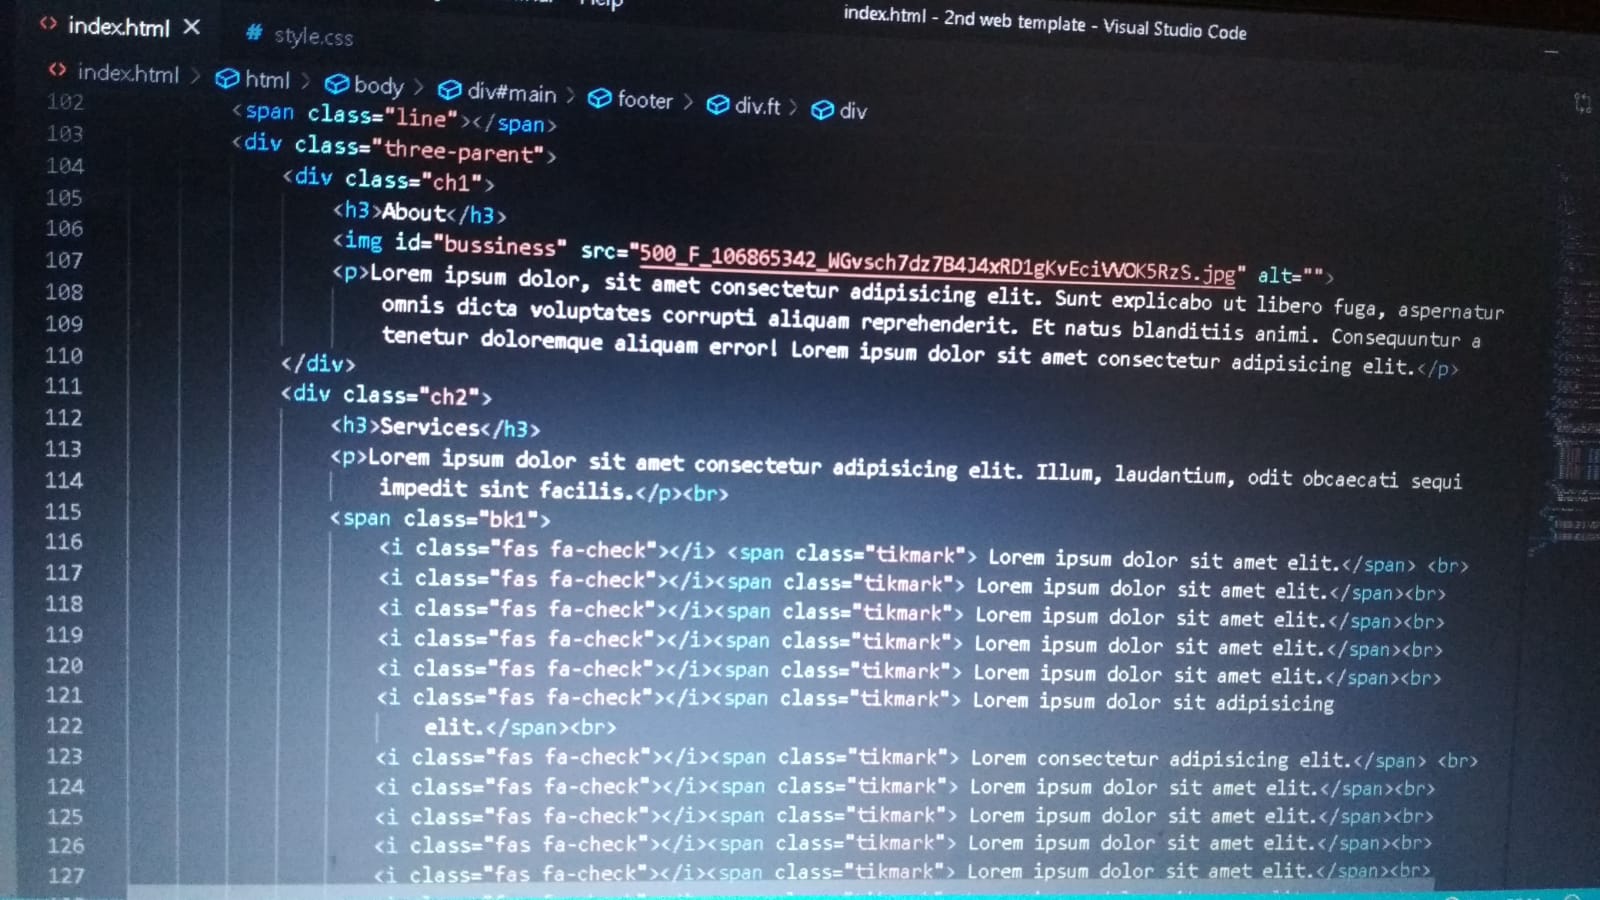 Help
index.html - 2nd web template - Visual Studio Code
index.html × # style.css
index.html > html > body > div#main > footer > div.ft > div
102 <span class="line"></span>
103 <div class="three-parent">
104 <div class="ch1">
105 <h3>About</h3>
106 <img id="bussiness" src="500_F_106865342_WGvsch7dz7B4J4xRD1gKvEciVVOK5RzS.jpg" alt="">
107 <p>Lorem ipsum dolor, sit amet consectetur adipisicing elit. Sunt explicabo ut libero fuga, aspernatur
108 omnis dicta voluptates corrupti aliquam reprehenderit. Et natus blanditiis animi. Consequuntur a
109 tenetur doloremque aliquam error! Lorem ipsum dolor sit amet consectetur adipisicing elit.</p>
110 </div>
111 <div class="ch2">
112 <h3>Services</h3>
113 <p>Lorem ipsum dolor sit amet consectetur adipisicing elit. Illum, laudantium, odit obcaecati sequi
114 impedit sint facilis.</p><br>
115 <span class="bk1">
116 <i class="fas fa-check"></i> <span class="tikmark"> Lorem ipsum dolor sit amet elit.</span> <br>
117 <i class="fas fa-check"></i><span class="tikmark"> Lorem ipsum dolor sit amet elit.</span><br>
118 <i class="fas fa-check"></i><span class="tikmark"> Lorem ipsum dolor sit amet elit.</span><br>
119 <i class="fas fa-check"></i><span class="tikmark"> Lorem ipsum dolor sit amet elit.</span><br>
120 <i class="fas fa-check"></i><span class="tikmark"> Lorem ipsum dolor sit amet elit.</span><br>
121 <i class="fas fa-check"></i><span class="tikmark"> Lorem ipsum dolor sit adipisicing
122 elit.</span><br>
123 <i class="fas fa-check"></i><span class="tikmark"> Lorem consectetur adipisicing elit.</span> <br>
124 <i class="fas fa-check"></i><span class="tikmark"> Lorem ipsum dolor sit amet elit.</span><br>
125 <i class="fas fa-check"></i><span class="tikmark"> Lorem ipsum dolor sit amet elit.</span><br>
126 <i class="fas fa-check"></i><span class="tikmark"> Lorem ipsum dolor sit amet elit.</span><br>
127 <i class="fas fa-check"></i><span class="tikmark"> Lorem ipsum dolor sit amet elit.</span><br>